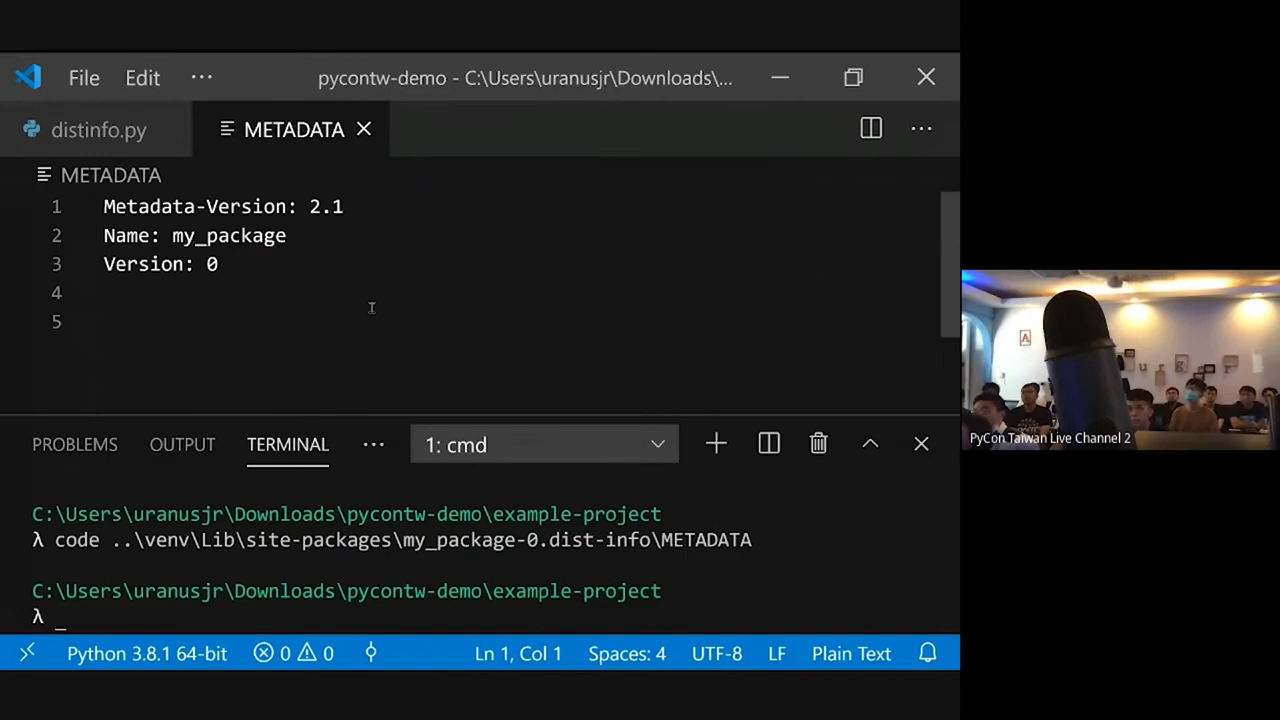 File Edit ··· pycontw-demo - C:\Users\uranusjr\Downloads\...
distinfo.py METADATA
METADATA
1 Metadata-Version: 2.1
2 Name: my_package
3 Version: 0
4
5
PROBLEMS OUTPUT TERMINAL ··· 1: cmd
C:\Users\uranusjr\Downloads\pycontw-demo\example-project
λ code ..\venv\Lib\site-packages\my_package-0.dist-info\METADATA
C:\Users\uranusjr\Downloads\pycontw-demo\example-project
λ _
Python 3.8.1 64-bit 0 0 Ln 1, Col 1 Spaces: 4 UTF-8 LF Plain Text
A
PyCon Taiwan Live Channel 2